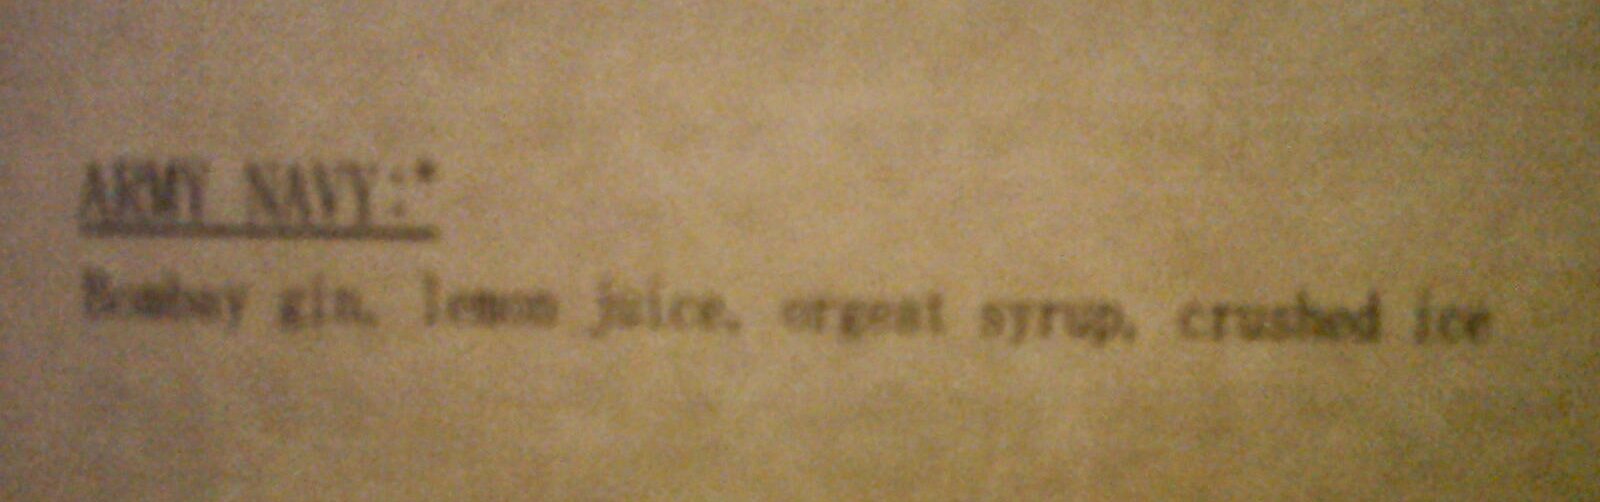 ARMY NAVY:*
Bombay gin, lemon juice, orgeat syrup, crushed ice